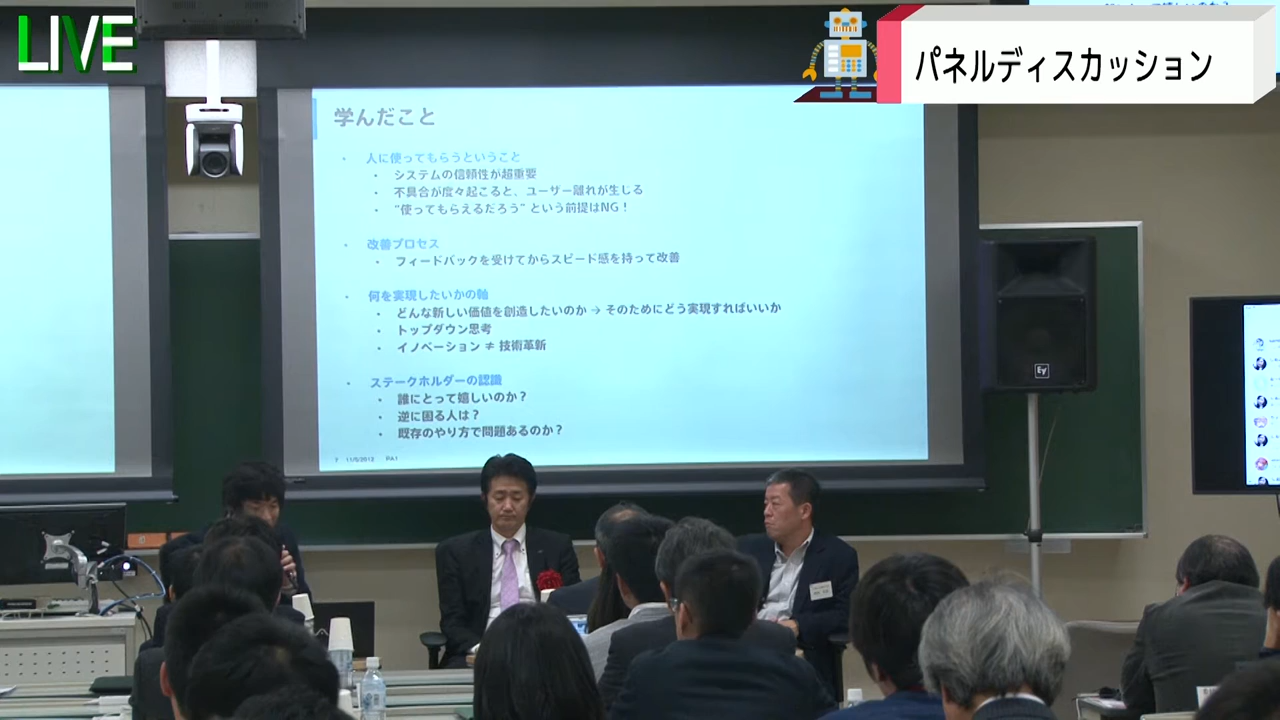 LIVE
パネルディスカッション
学んだこと
・ 人に使ってもらうということ
・ システムの信頼性が超重要
・ 不具合が度々起こると、ユーザー離れが生じる
・ "使ってもらえるだろう" という前提はNG！
・ 改善プロセス
・ フィードバックを受けてからスピード感を持って改善
・ 何を実現したいかの軸
・ どんな新しい価値を創造したいのか → そのためにどう実現すればいいか
・ トップダウン思考
・ イノベーション ≠ 技術革新
・ ステークホルダーの認識
・ 誰にとって嬉しいのか？
・ 逆に困る人は？
・ 既存のやり方で問題あるのか？
7 11/5/2012 PA1
EV